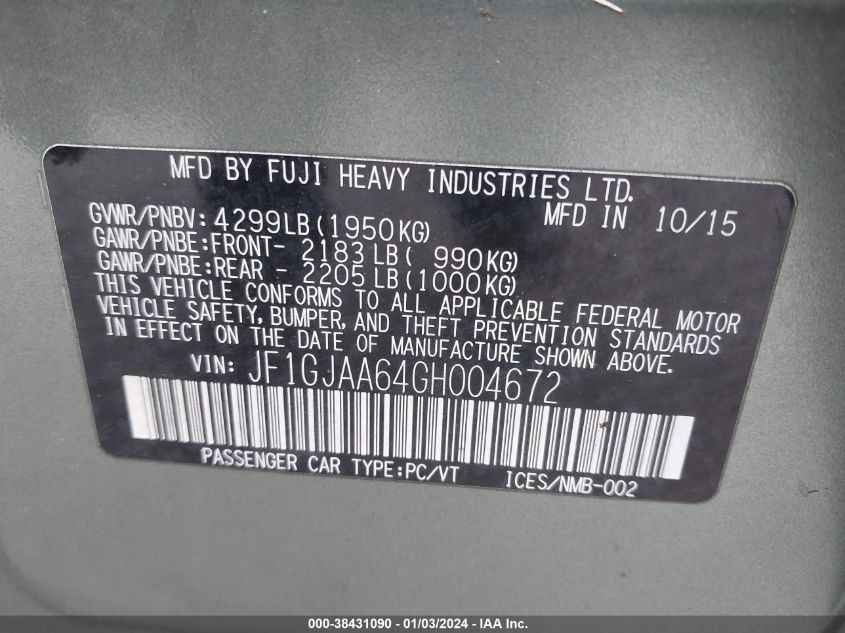 MFD BY FUJI HEAVY INDUSTRIES LTD.
MFD IN 10/15
GVWR/PNBV: 4299LB(1950KG)
GAWR/PNBE:FRONT- 2183LB( 990KG)
GAWR/PNBE:REAR - 2205LB(1000KG)
THIS VEHICLE CONFORMS TO ALL APPLICABLE FEDERAL MOTOR
VEHICLE SAFETY, BUMPER, AND THEFT PREVENTION STANDARDS
IN EFFECT ON THE DATE OF MANUFACTURE SHOWN ABOVE.
VIN: JF1GJAA64GH004672
PASSENGER CAR TYPE:PC/VT ICES/NMB-002
000-38431090 - 01/03/2024 - IAA Inc.